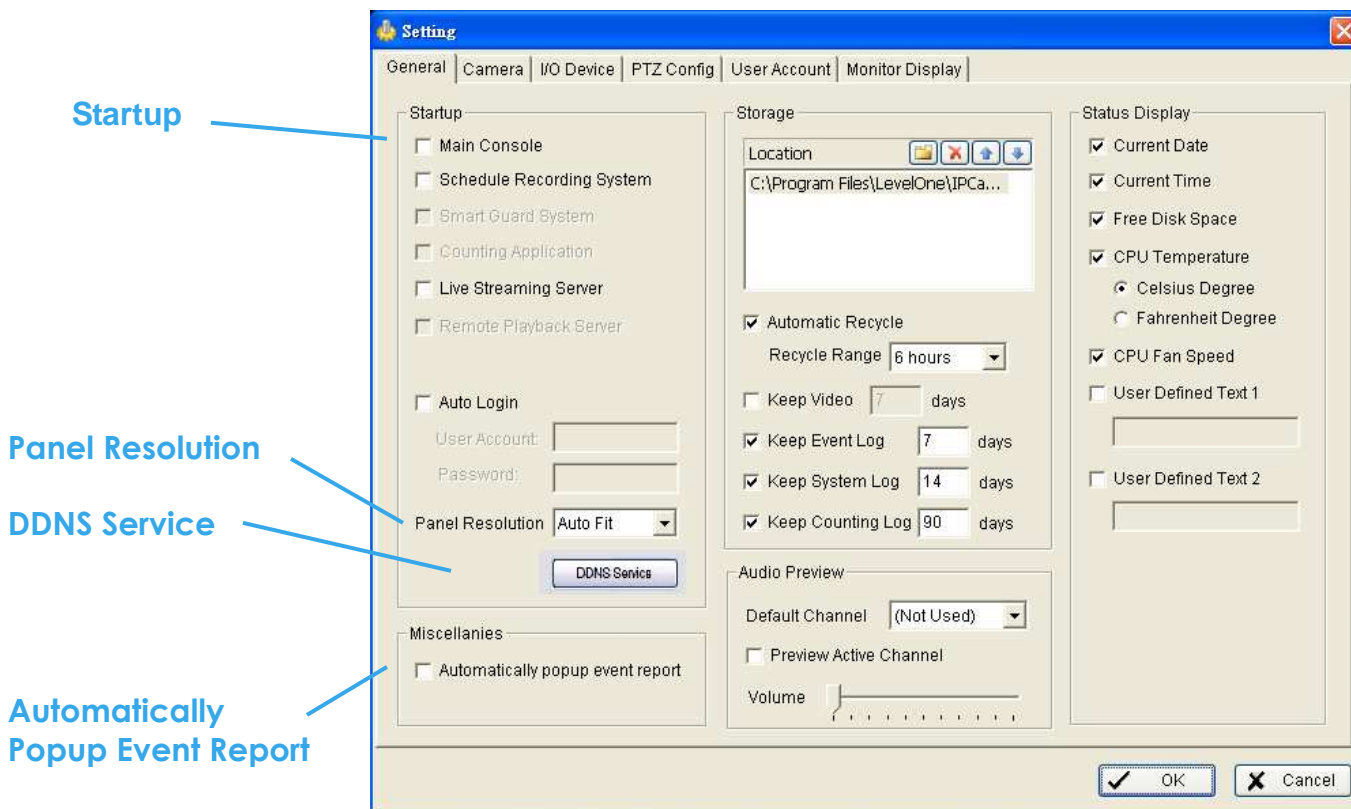 Setting
General Camera I/O Device PTZ Config User Account Monitor Display
Startup
Startup
Main Console
Schedule Recording System
Smart Guard System
Counting Application
Live Streaming Server
Remote Playback Server
Auto Login
User Account:
Password:
Panel Resolution
Panel Resolution Auto Fit
DDNS Service
DDNS Service
Miscellanies
Automatically popup event report
Automatically
Popup Event Report
Storage
Location
C:\Program Files\LevelOne\IPCa...
Automatic Recycle
Recycle Range 6 hours
Keep Video 7 days
Keep Event Log 7 days
Keep System Log 14 days
Keep Counting Log 90 days
Audio Preview
Default Channel (Not Used)
Preview Active Channel
Volume
Status Display
Current Date
Current Time
Free Disk Space
CPU Temperature
Celsius Degree
Fahrenheit Degree
CPU Fan Speed
User Defined Text 1
User Defined Text 2
OK Cancel